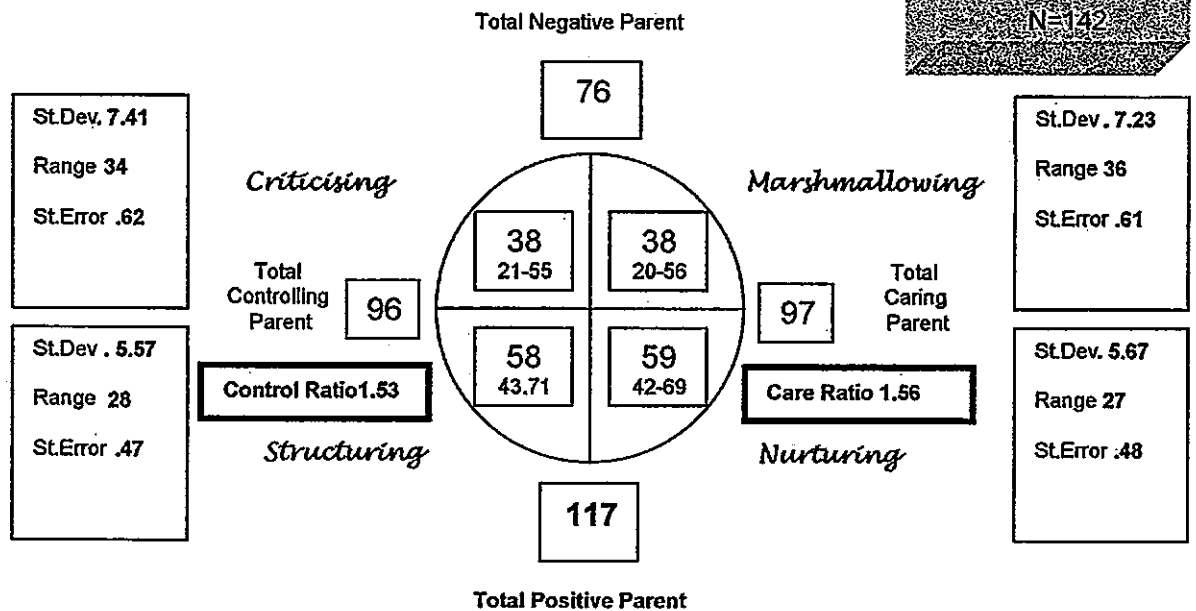 Total Negative Parent
N=142
76
St.Dev. 7.41
Range 34
St.Error .62
Criticising
Marshmallowing
St.Dev . 7.23
Range 36
St.Error .61
38
21-55
38
20-56
Total
Controlling
Parent
96
97
Total
Caring
Parent
St.Dev . 5.57
Range 28
St.Error .47
Control Ratio1.53
58
43.71
59
42-69
Care Ratio 1.56
St.Dev. 5.67
Range 27
St.Error .48
Structuring
Nurturing
117
Total Positive Parent